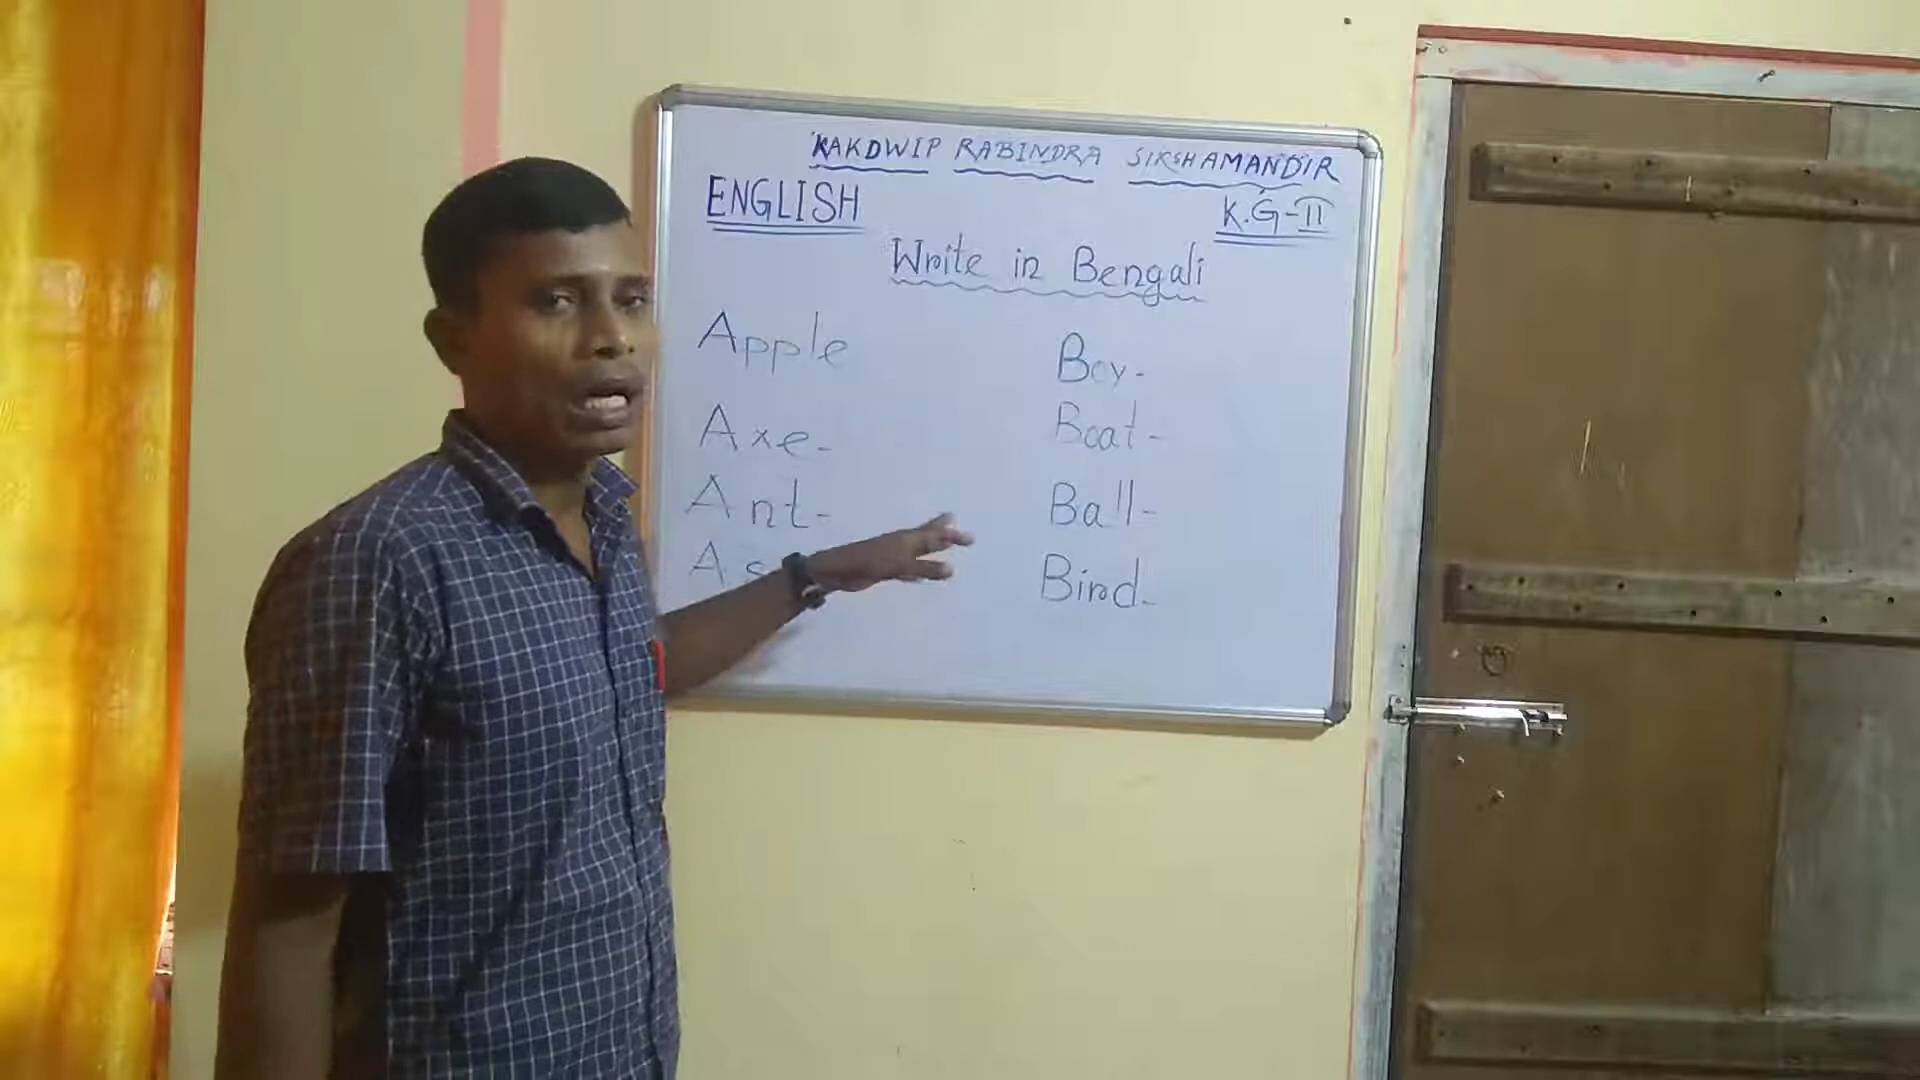 KAKDWIP RABINDRA SIKSHAMANDIR
ENGLISH K.G-II
Write in Bengali
Apple Boy-
Axe- Boat-
Ant- Ball-
Bird-